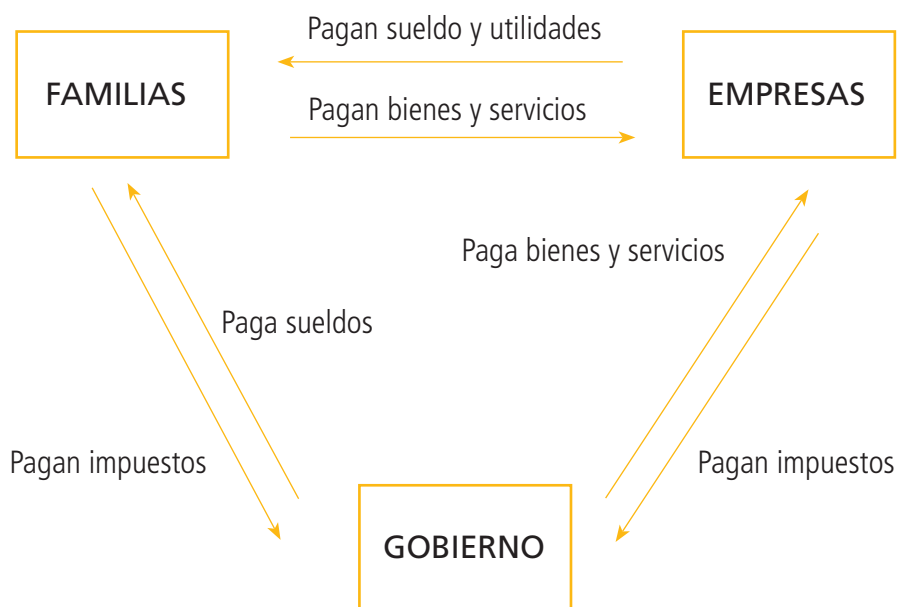 Pagan sueldo y utilidades
FAMILIAS
EMPRESAS
Pagan bienes y servicios
Paga bienes y servicios
Paga sueldos
Pagan impuestos
Pagan impuestos
GOBIERNO